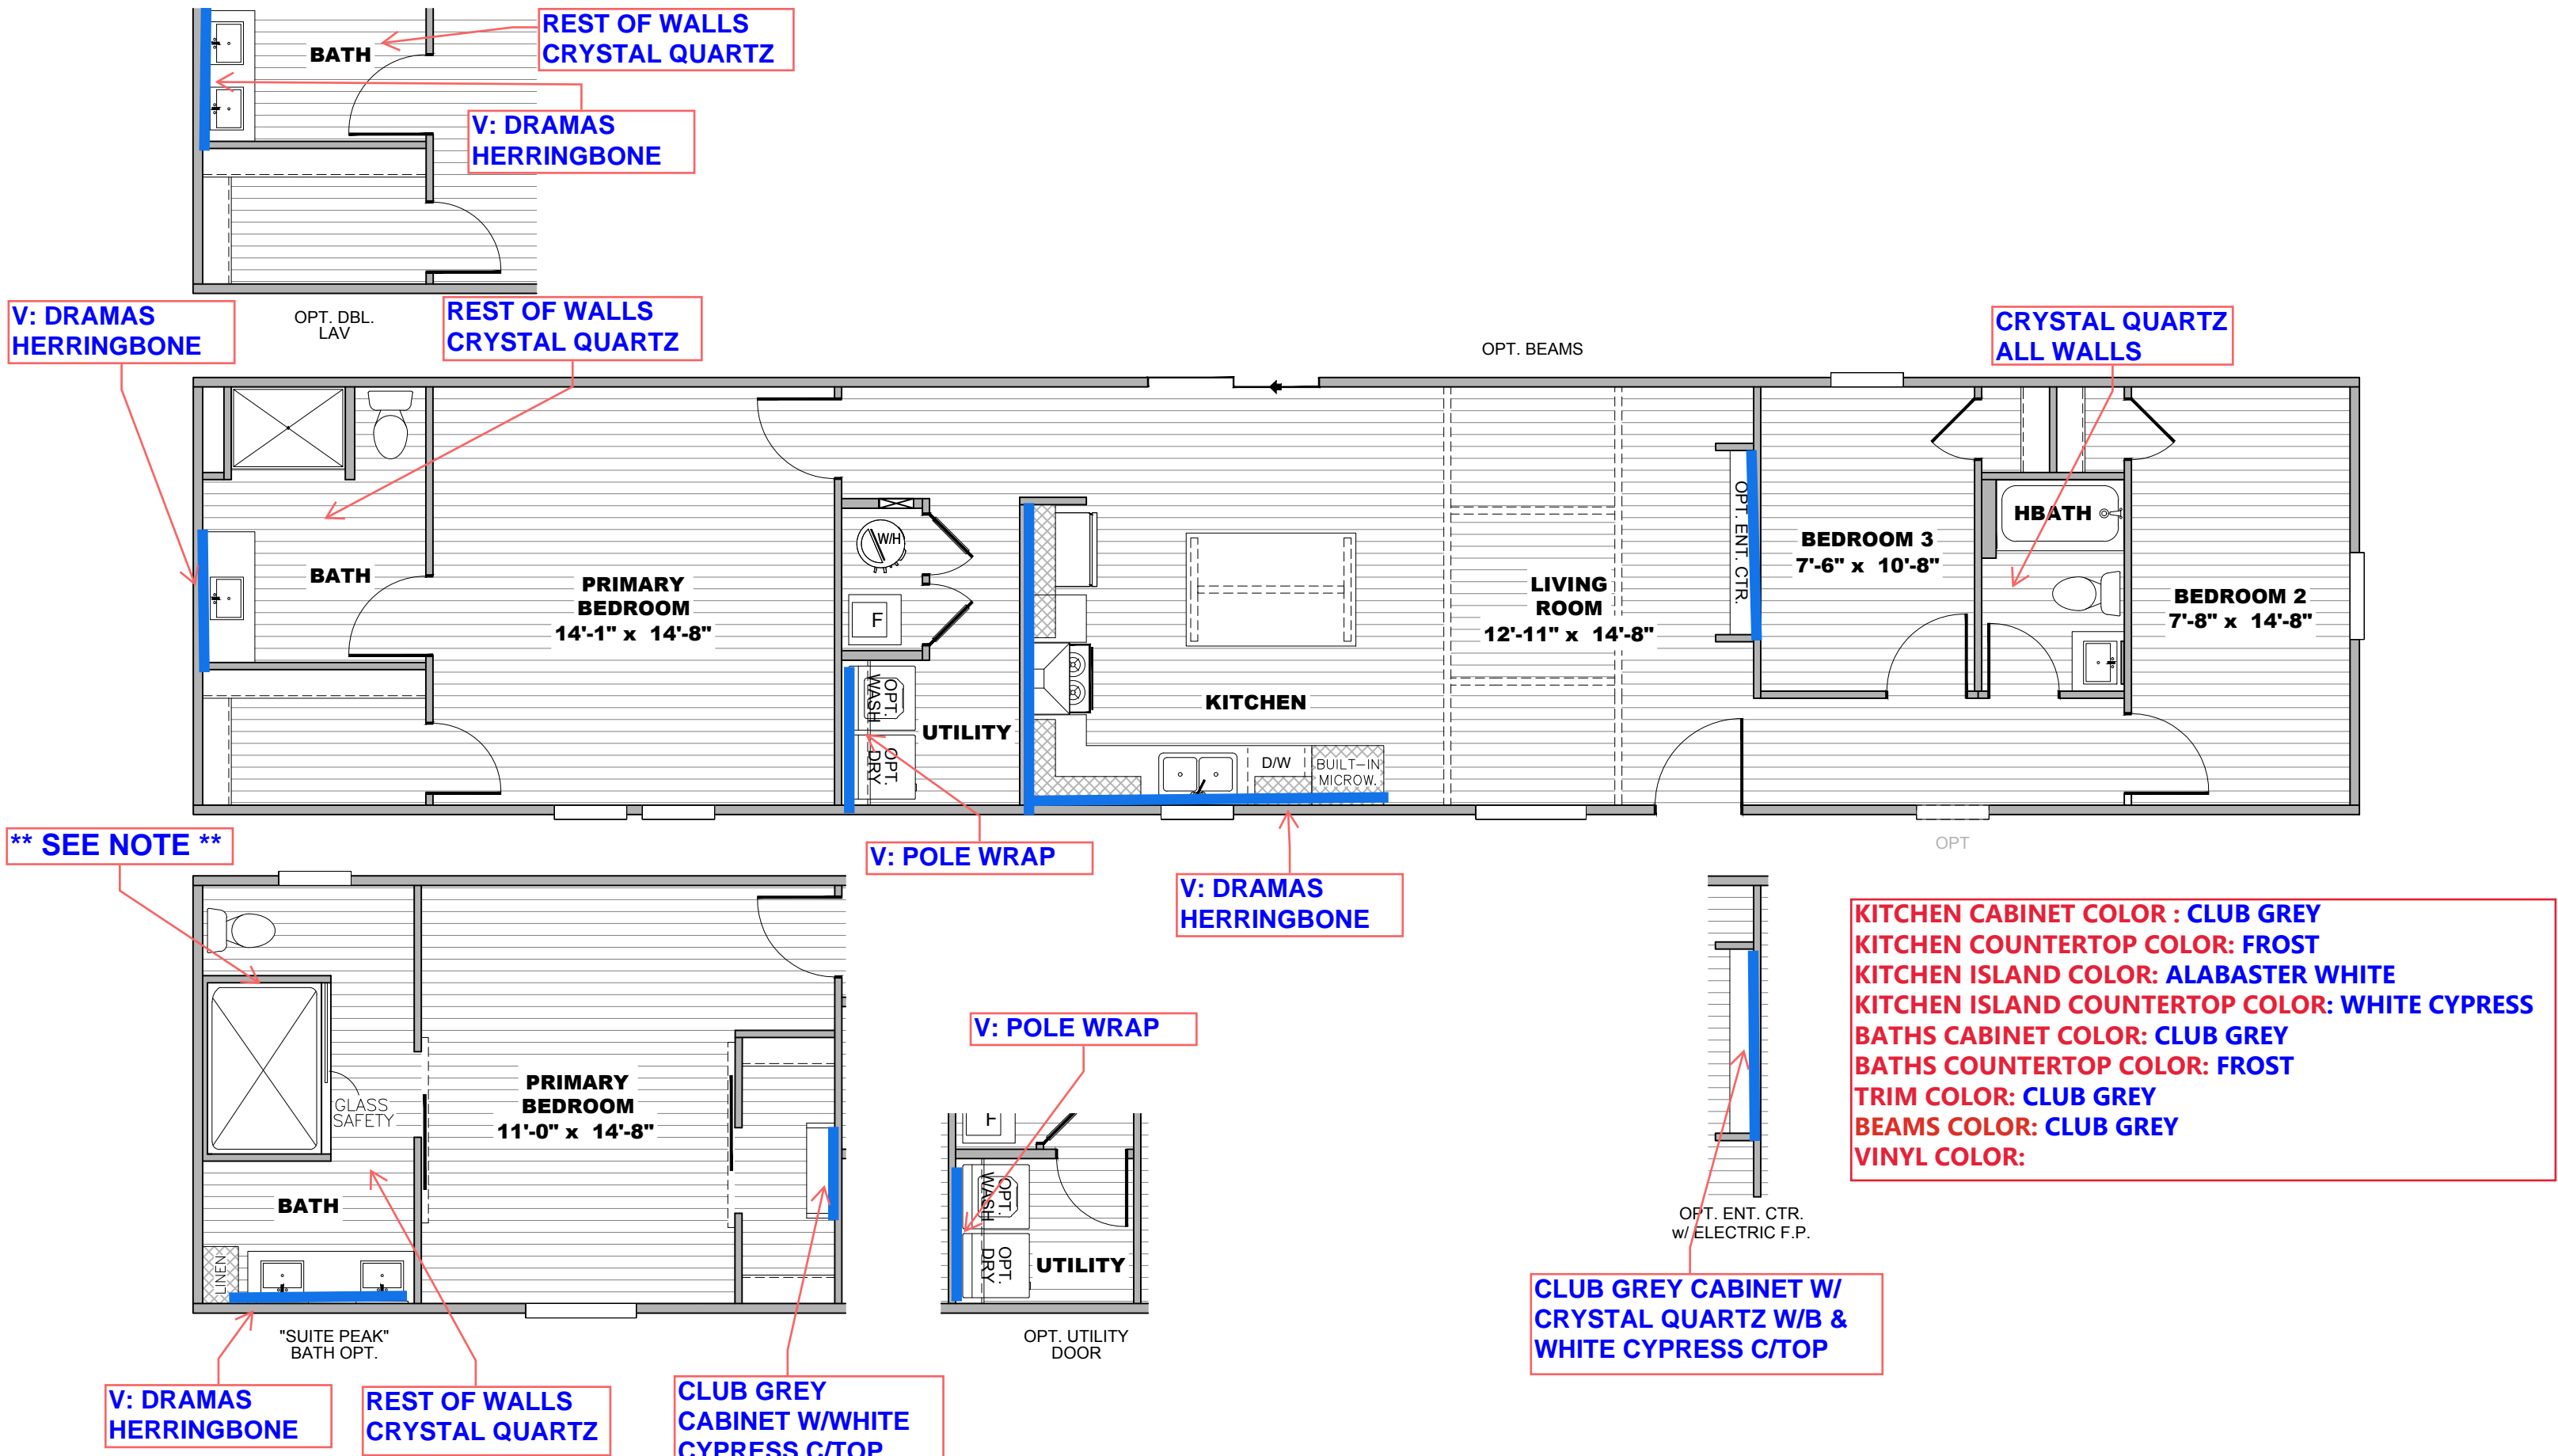 REST OF WALLS
CRYSTAL QUARTZ
BATH
V: DRAMAS
HERRINGBONE
OPT. DBL.
LAV
V: DRAMAS
HERRINGBONE
REST OF WALLS
CRYSTAL QUARTZ
OPT. BEAMS
CRYSTAL QUARTZ
ALL WALLS
BATH
PRIMARY
BEDROOM
14'-1" x 14'-8"
W/H
F
OPT.
WASH
OPT.
DRY
UTILITY
KITCHEN
D/W
BUILT-IN
MICROW.
LIVING
ROOM
12'-11" x 14'-8"
OPT. ENT. CTR.
BEDROOM 3
7'-6" x 10'-8"
HBATH
BEDROOM 2
7'-8" x 14'-8"
OPT
** SEE NOTE **
V: POLE WRAP
V: DRAMAS
HERRINGBONE
KITCHEN CABINET COLOR : CLUB GREY
KITCHEN COUNTERTOP COLOR: FROST
KITCHEN ISLAND COLOR: ALABASTER WHITE
KITCHEN ISLAND COUNTERTOP COLOR: WHITE CYPRESS
BATHS CABINET COLOR: CLUB GREY
BATHS COUNTERTOP COLOR: FROST
TRIM COLOR: CLUB GREY
BEAMS COLOR: CLUB GREY
VINYL COLOR:
GLASS
SAFETY
PRIMARY
BEDROOM
11'-0" x 14'-8"
BATH
LINEN
"SUITE PEAK"
BATH OPT.
V: DRAMAS
HERRINGBONE
REST OF WALLS
CRYSTAL QUARTZ
CLUB GREY
CABINET W/WHITE
CYPRESS C/TOP
V: POLE WRAP
F
OPT.
WASH
OPT.
DRY
UTILITY
OPT. UTILITY
DOOR
OPT. ENT. CTR.
w/ ELECTRIC F.P.
CLUB GREY CABINET W/
CRYSTAL QUARTZ W/B &
WHITE CYPRESS C/TOP